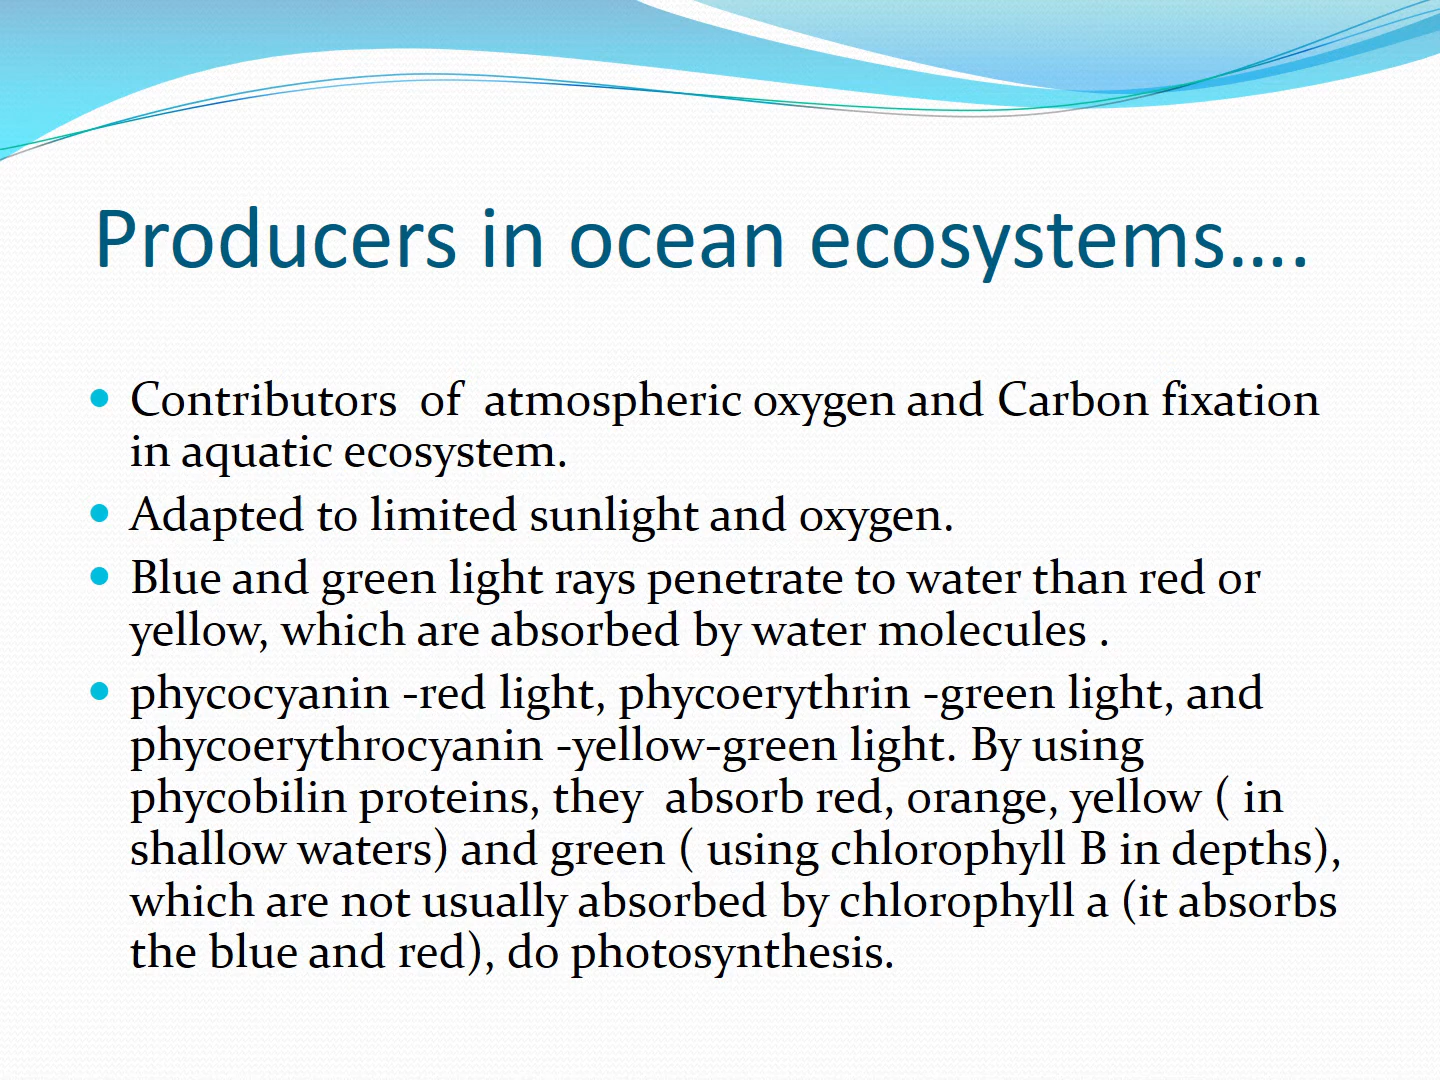 Producers in ocean ecosystems….
• Contributors of atmospheric oxygen and Carbon fixation
in aquatic ecosystem.
• Adapted to limited sunlight and oxygen.
• Blue and green light rays penetrate to water than red or
yellow, which are absorbed by water molecules .
• phycocyanin -red light, phycoerythrin -green light, and
phycoerythrocyanin -yellow-green light. By using
phycobilin proteins, they absorb red, orange, yellow ( in
shallow waters) and green ( using chlorophyll B in depths),
which are not usually absorbed by chlorophyll a (it absorbs
the blue and red), do photosynthesis.